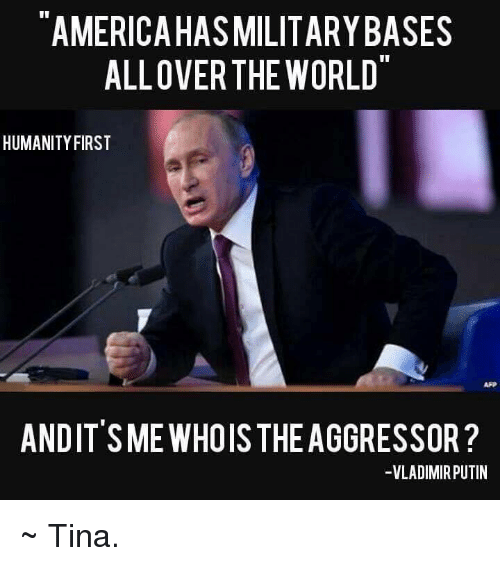 "AMERICA HAS MILITARY BASES
ALL OVER THE WORLD"
HUMANITY FIRST
AFP
AND IT'S ME WHO IS THE AGGRESSOR?
-VLADIMIR PUTIN
~ Tina.